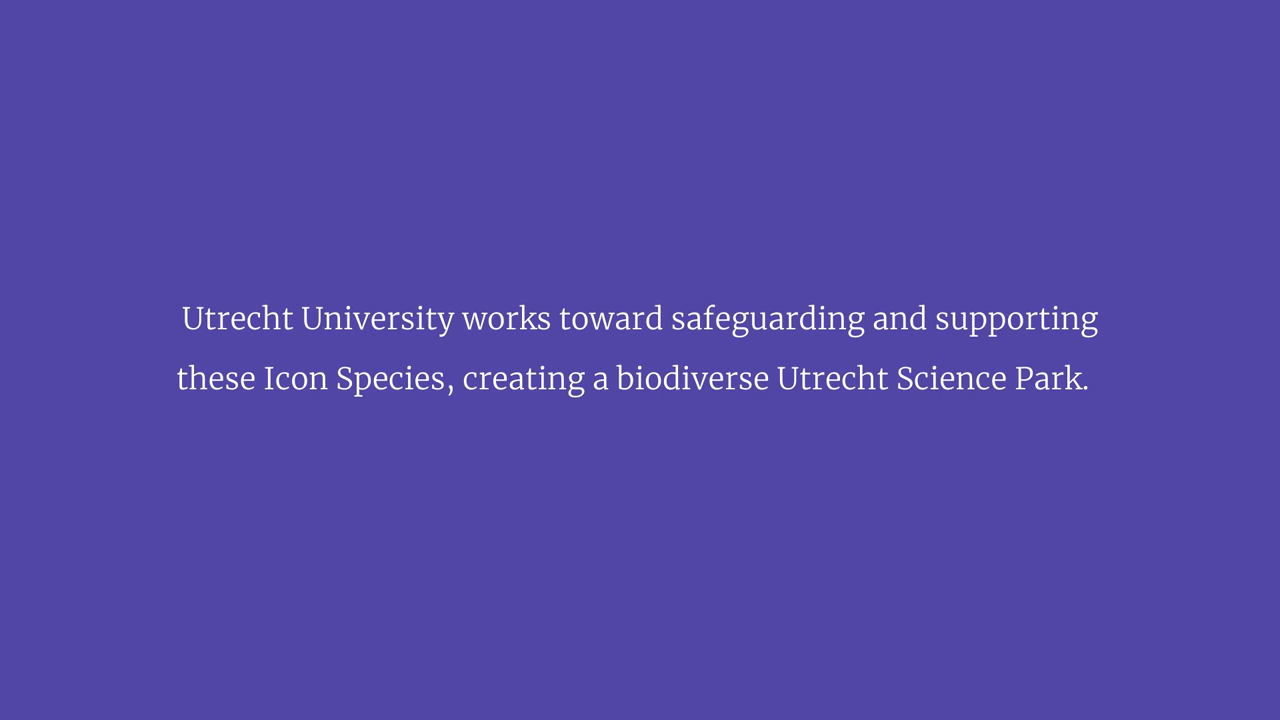 Utrecht University works toward safeguarding and supporting
these Icon Species, creating a biodiverse Utrecht Science Park.